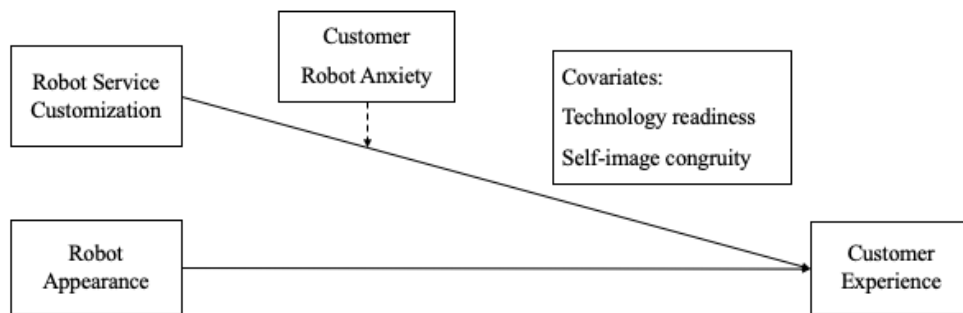 Customer
Robot Anxiety
Robot Service
Customization
Covariates:
Technology readiness
Self-image congruity
Robot
Appearance
Customer
Experience